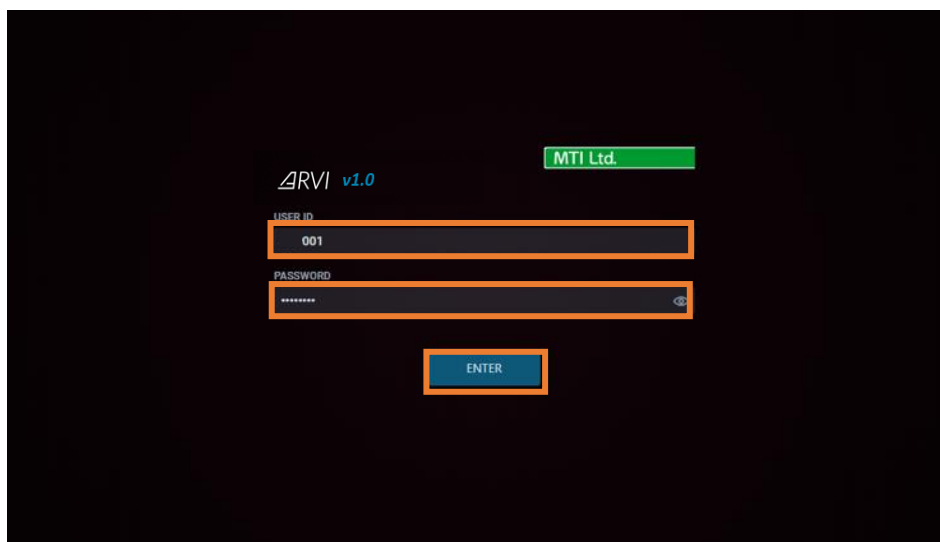 MTI Ltd.
ARVI v1.0
USER ID
001
PASSWORD
••••••••
ENTER